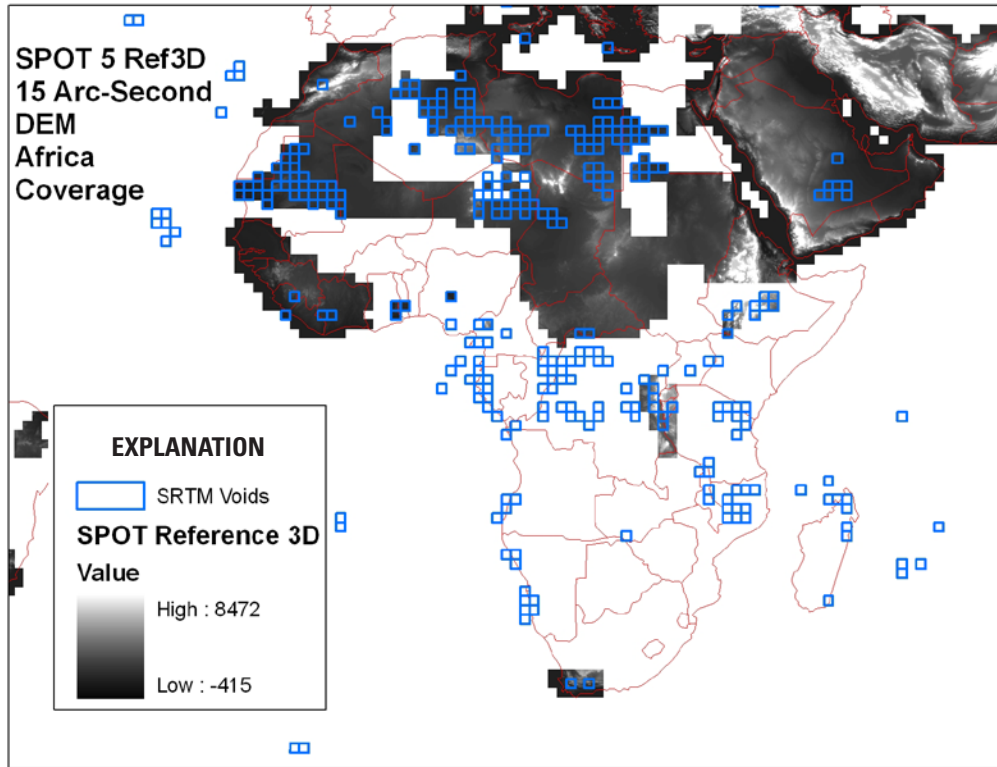 SPOT 5 Ref3D
15 Arc-Second
DEM
Africa
Coverage
EXPLANATION
SRTM Voids
SPOT Reference 3D
Value
High : 8472
Low : -415